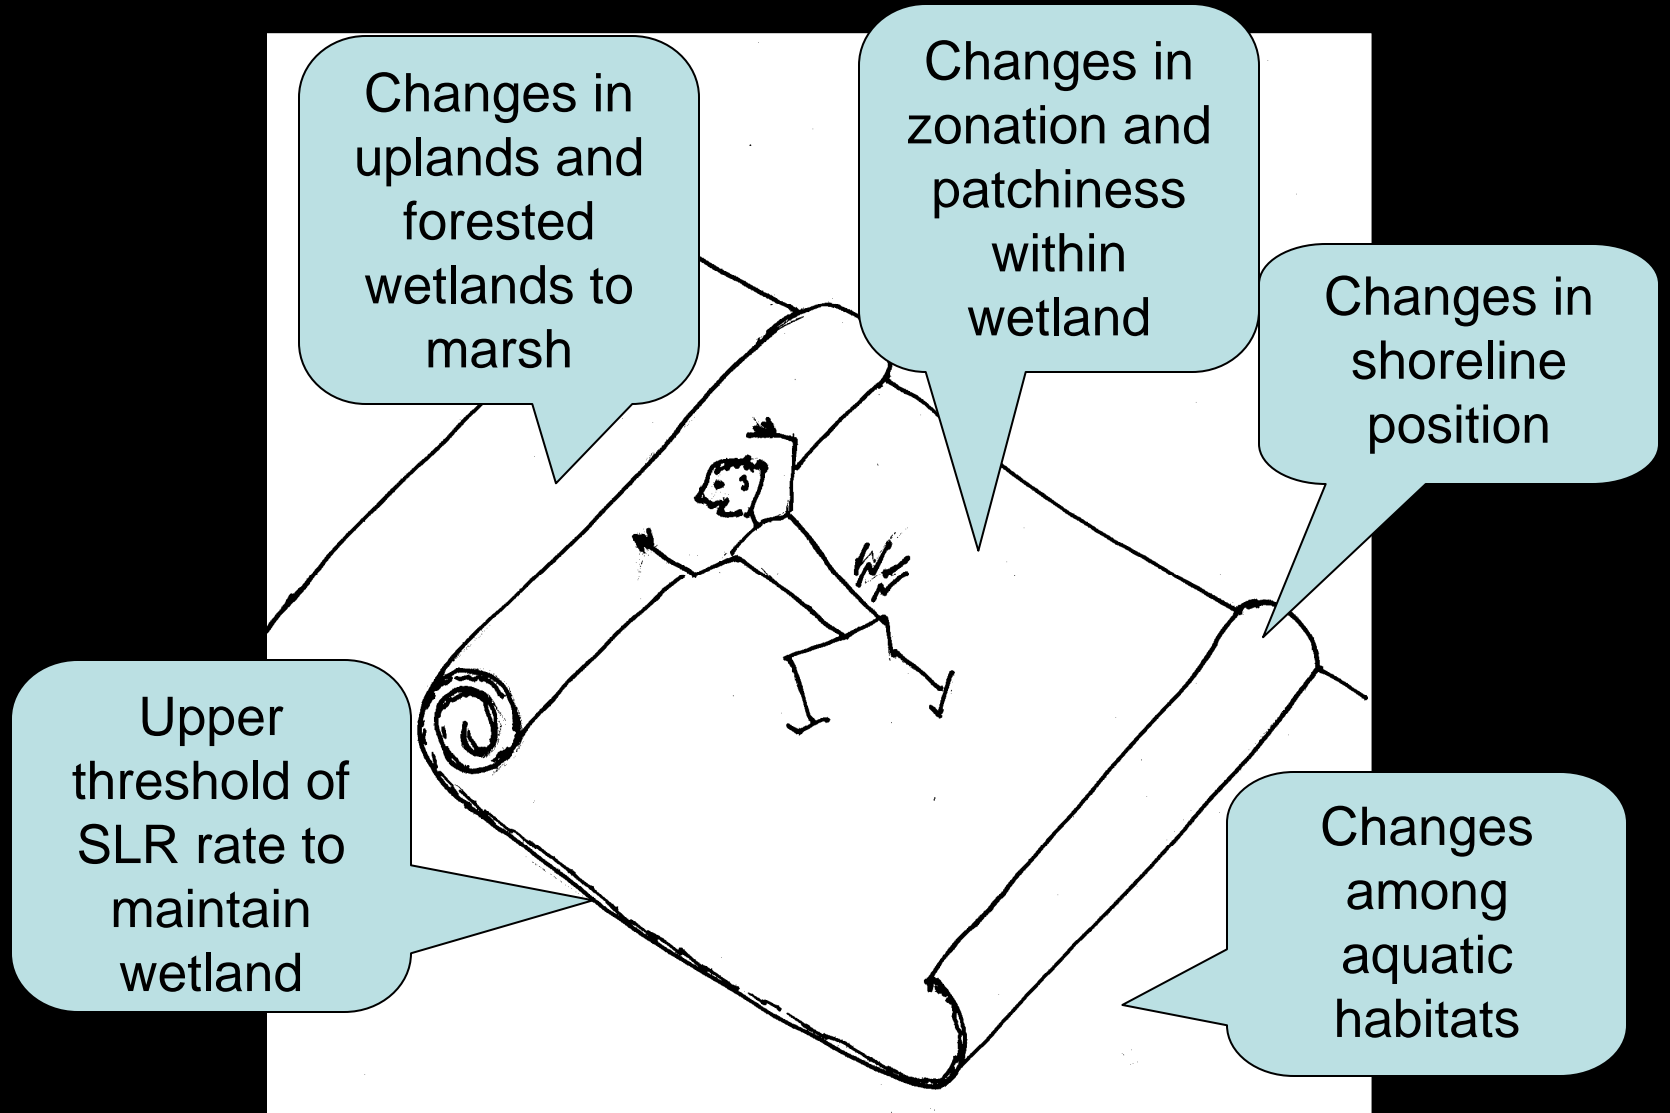 Changes in
uplands and
forested
wetlands to
marsh
Changes in
zonation and
patchiness
within
wetland
Changes in
shoreline
position
Upper
threshold of
SLR rate to
maintain
wetland
Changes
among
aquatic
habitats